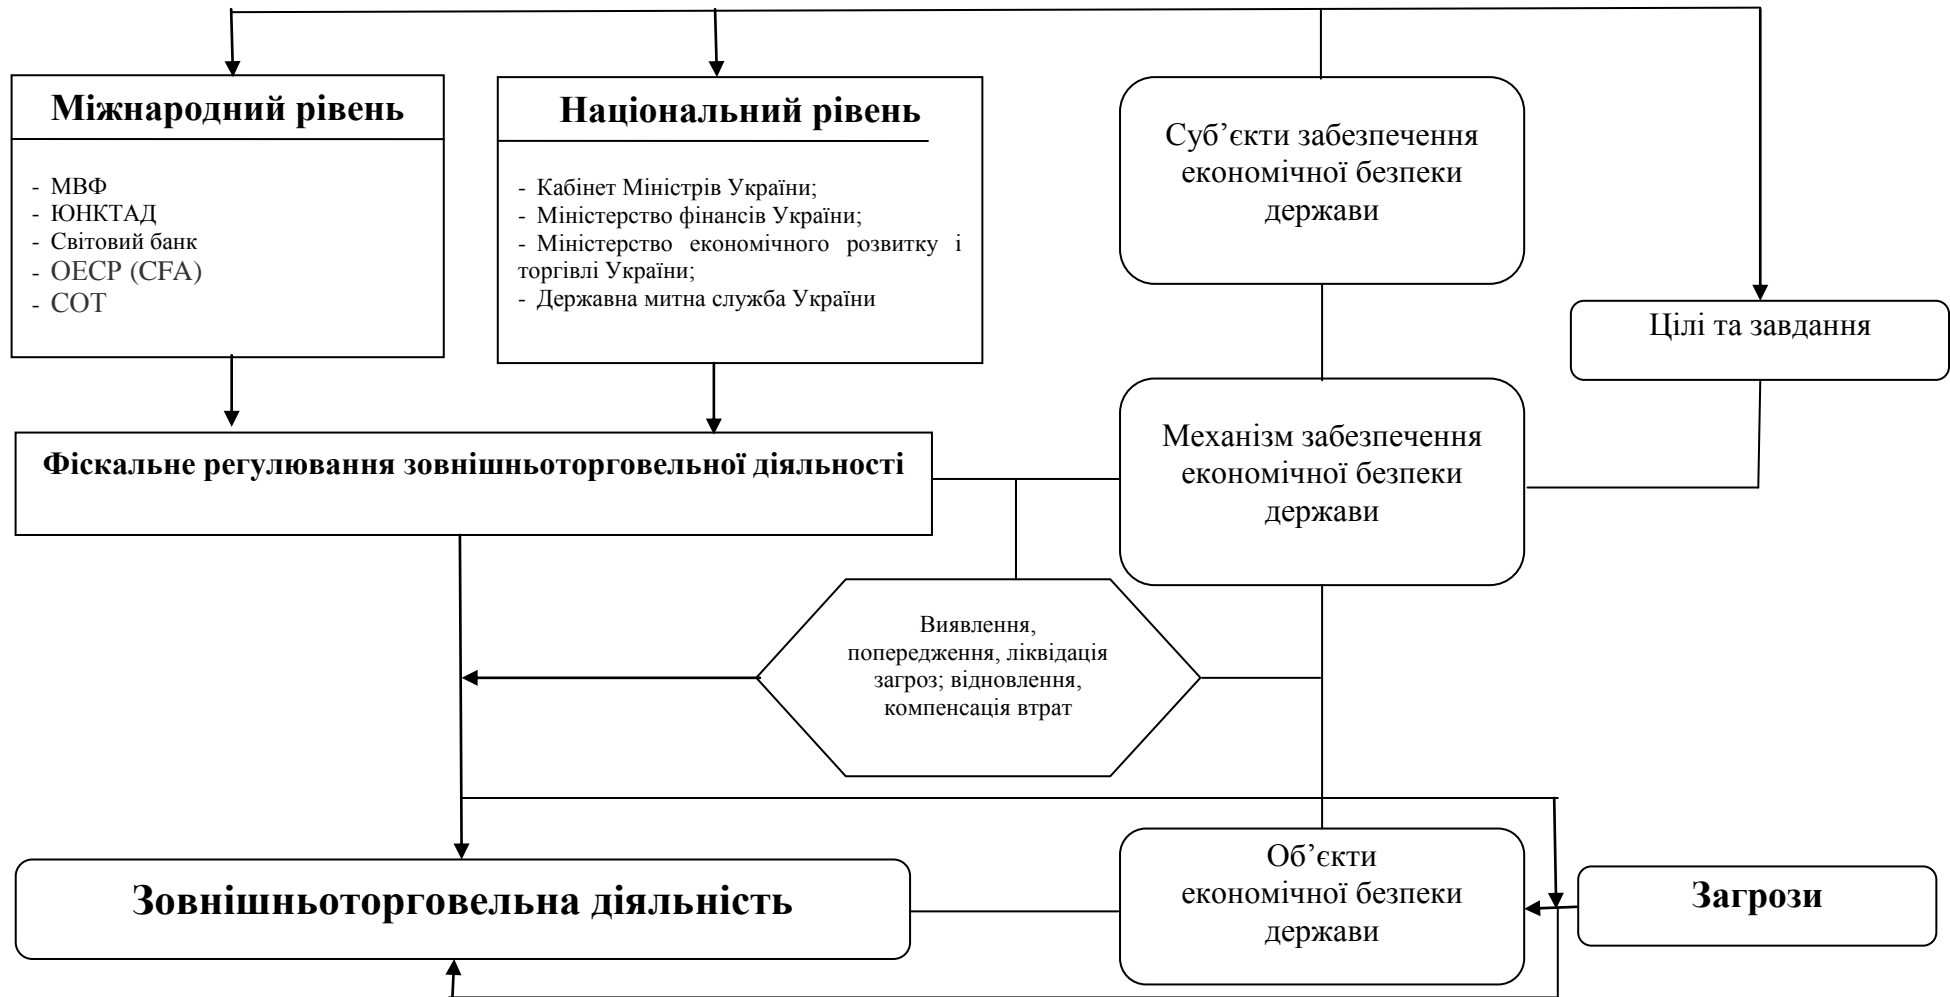 Міжнародний рівень
- МВФ
- ЮНКТАД
- Світовий банк
- ОЕСР (CFA)
- СОТ
Національний рівень
- Кабінет Міністрів України;
- Міністерство фінансів України;
- Міністерство економічного розвитку і
торгівлі України;
- Державна митна служба України
Суб’єкти забезпечення
економічної безпеки
держави
Цілі та завдання
Фіскальне регулювання зовнішньоторговельної діяльності
Механізм забезпечення
економічної безпеки
держави
Виявлення,
попередження, ліквідація
загроз; відновлення,
компенсація втрат
Зовнішньоторговельна діяльність
Об’єкти
економічної безпеки
держави
Загрози